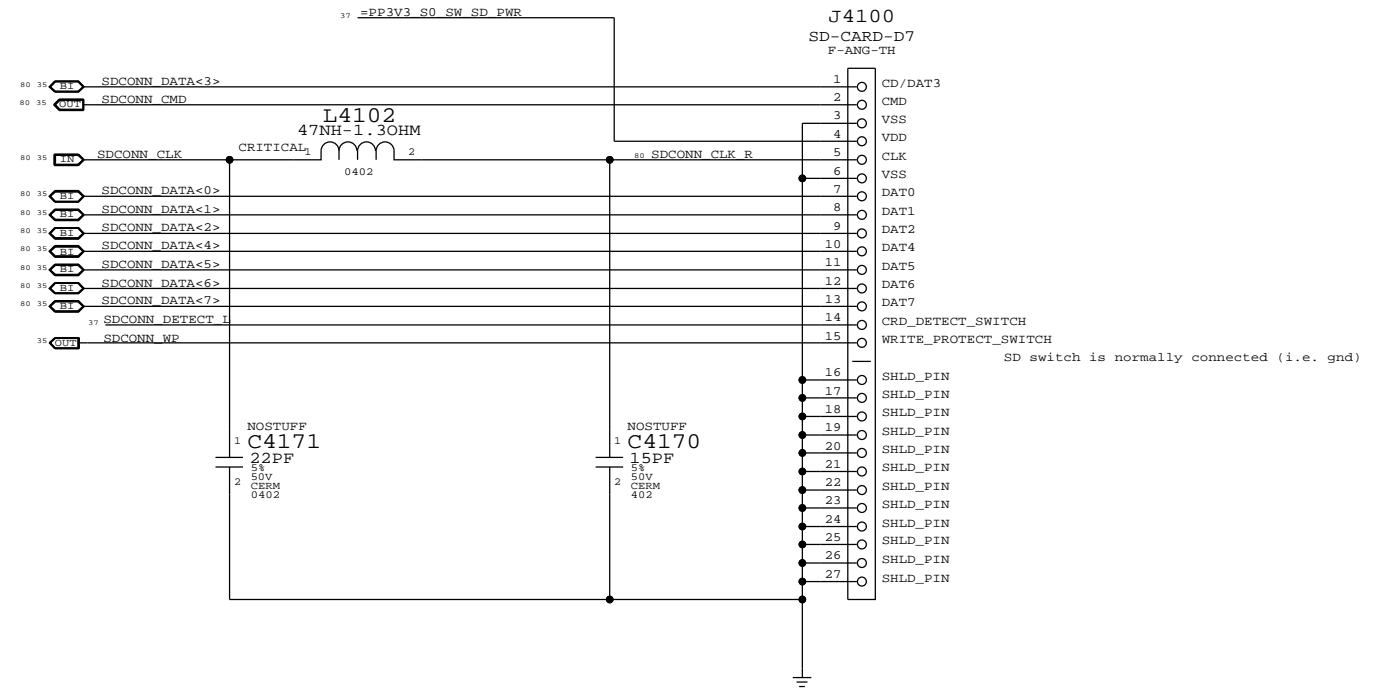 37 =PP3V3_S0_SW_SD_PWR
J4100
SD-CARD-D7
F-ANG-TH
80 35 BI SDCONN_DATA<3> 1 CD/DAT3
80 35 OUT SDCONN_CMD 2 CMD
3 VSS
4 VDD
L4102
47NH-1.3OHM
80 35 IN SDCONN_CLK CRITICAL 1 2 80 SDCONN_CLK_R 5 CLK
0402
6 VSS
80 35 BI SDCONN_DATA<0> 7 DAT0
80 35 BI SDCONN_DATA<1> 8 DAT1
80 35 BI SDCONN_DATA<2> 9 DAT2
80 35 BI SDCONN_DATA<4> 10 DAT4
80 35 BI SDCONN_DATA<5> 11 DAT5
80 35 BI SDCONN_DATA<6> 12 DAT6
80 35 BI SDCONN_DATA<7> 13 DAT7
37 SDCONN_DETECT_L 14 CRD_DETECT_SWITCH
35 OUT SDCONN_WP 15 WRITE_PROTECT_SWITCH
SD switch is normally connected (i.e. gnd)
16 SHLD_PIN
17 SHLD_PIN
18 SHLD_PIN
19 SHLD_PIN
20 SHLD_PIN
21 SHLD_PIN
22 SHLD_PIN
23 SHLD_PIN
24 SHLD_PIN
25 SHLD_PIN
26 SHLD_PIN
27 SHLD_PIN
NOSTUFF
1 C4171
22PF
5%
50V
2 CERM
0402
NOSTUFF
1 C4170
15PF
5%
50V
2 CERM
402